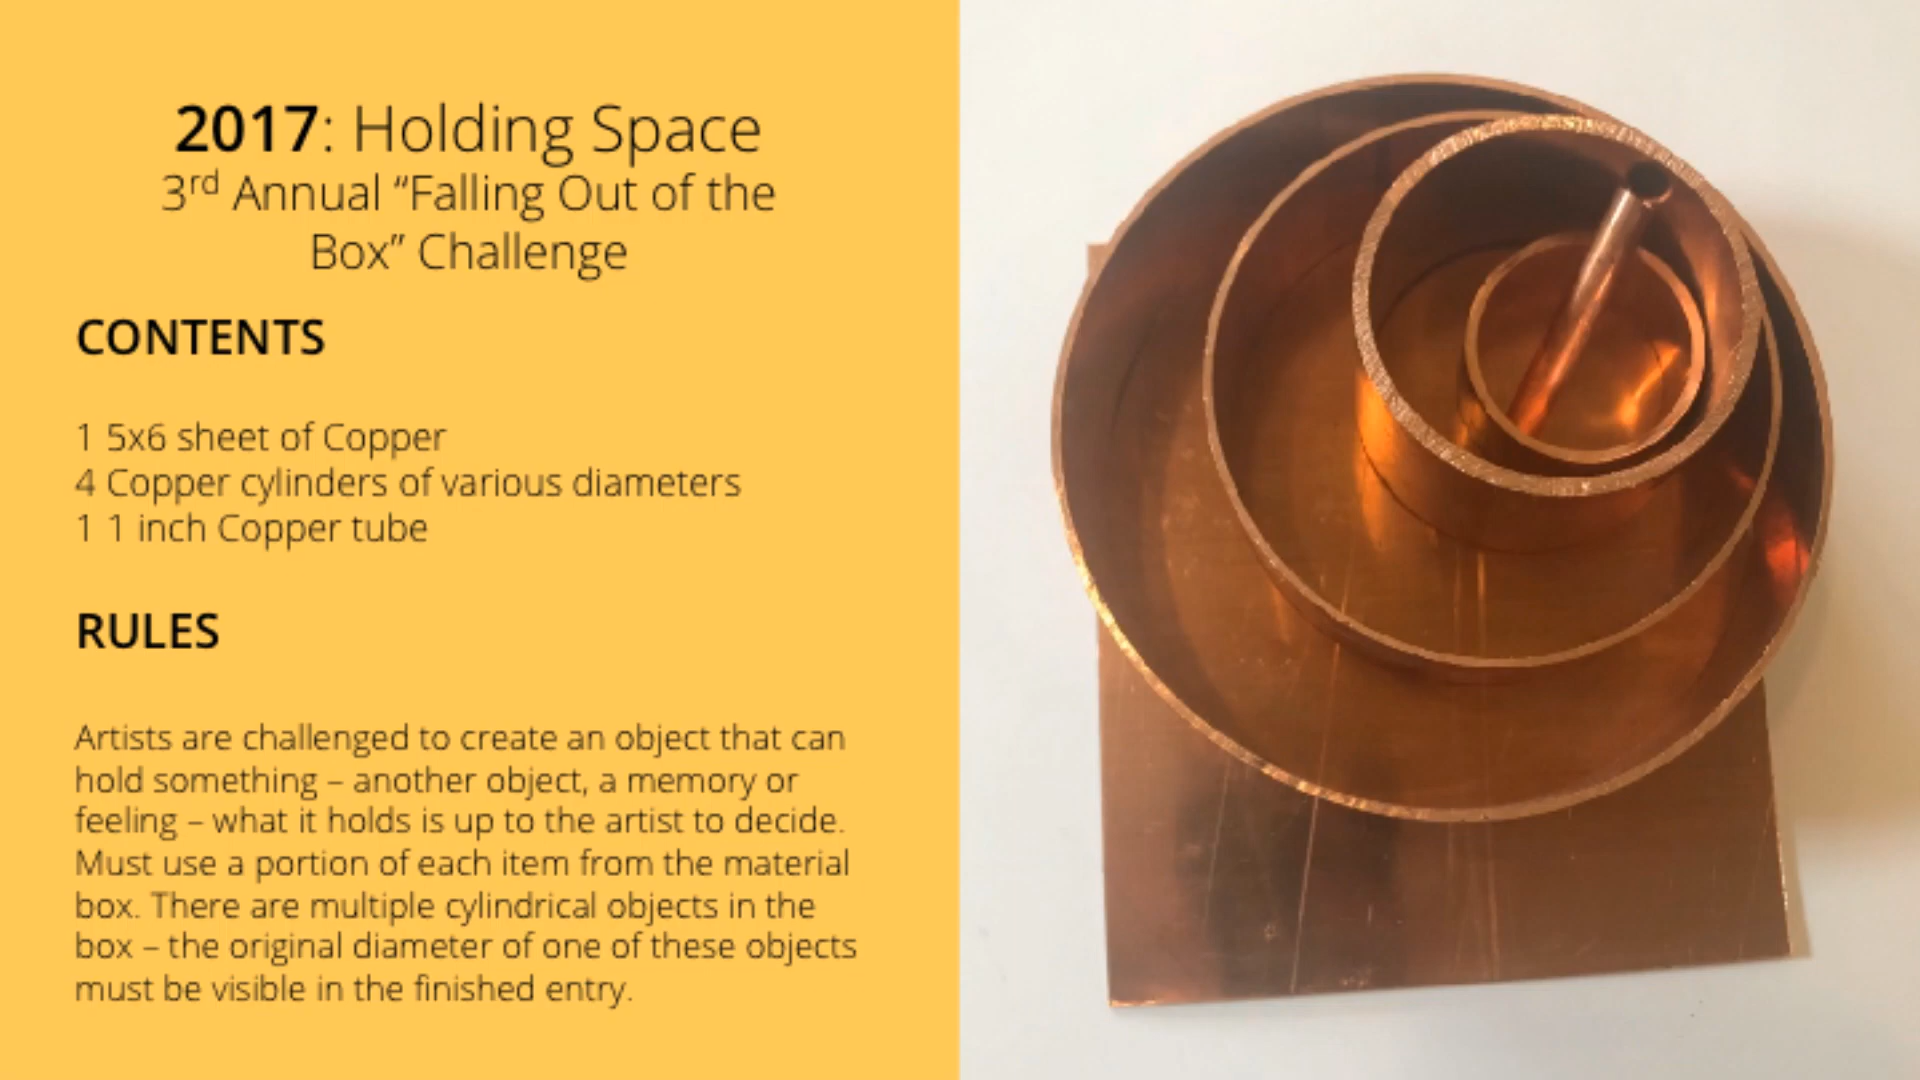 2017: Holding Space
3rd Annual “Falling Out of the
Box” Challenge
CONTENTS
1 5x6 sheet of Copper
4 Copper cylinders of various diameters
1 1 inch Copper tube
RULES
Artists are challenged to create an object that can
hold something – another object, a memory or
feeling – what it holds is up to the artist to decide.
Must use a portion of each item from the material
box. There are multiple cylindrical objects in the
box – the original diameter of one of these objects
must be visible in the finished entry.